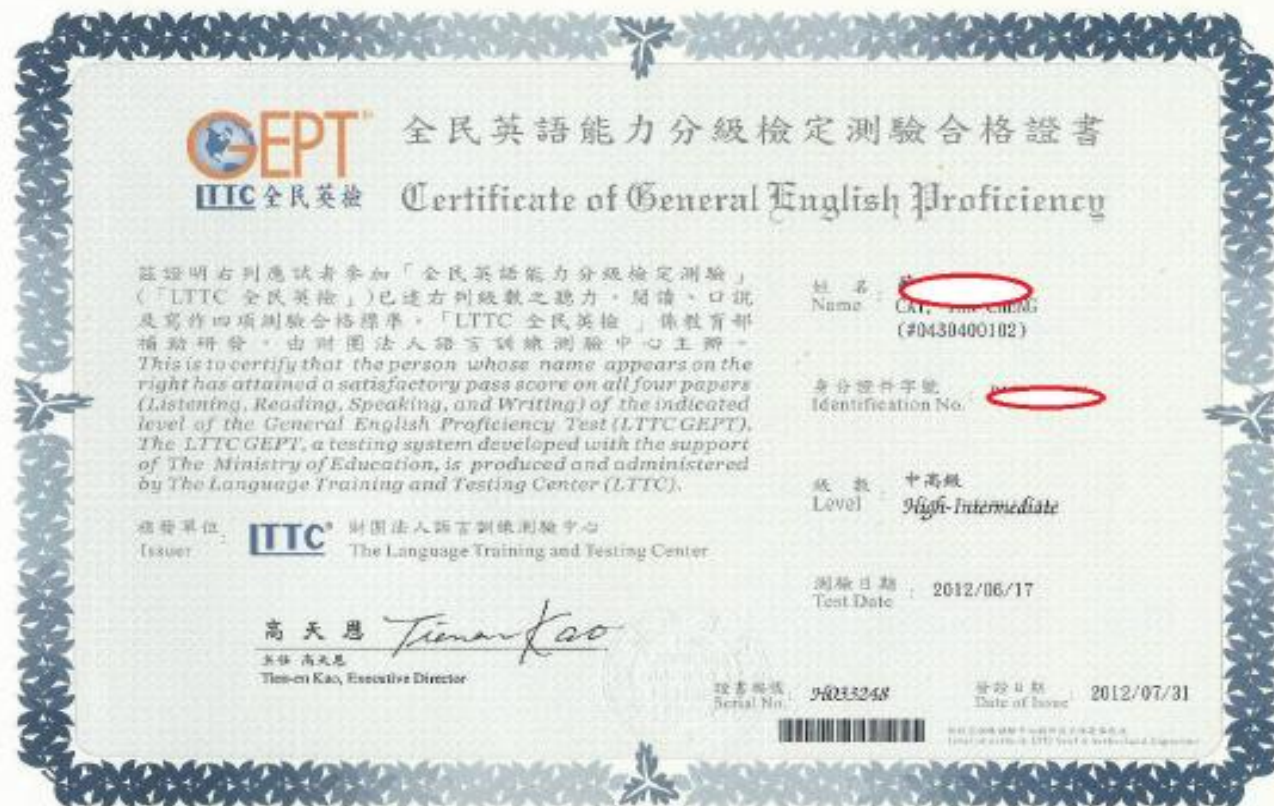 GEPT
LTTC 全民英檢
全民英語能力分級檢定測驗合格證書
Certificate of General English Proficiency
茲證明右列應試者參加「全民英語能力分級檢定測驗」
(「LTTC 全民英檢」)已達右列級數之聽力、閱讀、口說
及寫作四項測驗合格標準。「LTTC 全民英檢」係教育部
補助研發,由財團法人語言訓練測驗中心主辦。
This is to certify that the person whose name appears on the
right has attained a satisfactory pass score on all four papers
(Listening, Reading, Speaking, and Writing) of the indicated
level of the General English Proficiency Test (LTTC GEPT).
The LTTC GEPT, a testing system developed with the support
of The Ministry of Education, is produced and administered
by The Language Training and Testing Center (LTTC).
單位
Issuer : LTTC® 財團法人語言訓練測驗中心
The Language Training and Testing Center
高天恩 Tien-en Kao
主任 高天恩
Tien-en Kao, Executive Director
姓名
Name :
(#0430400102)
身分證件字號
Identification No. :
級數
Level : 中高級
High-Intermediate
測驗日期
Test Date : 2012/06/17
證書編號
Serial No. : H033248
發證日期
Date of Issue : 2012/07/31